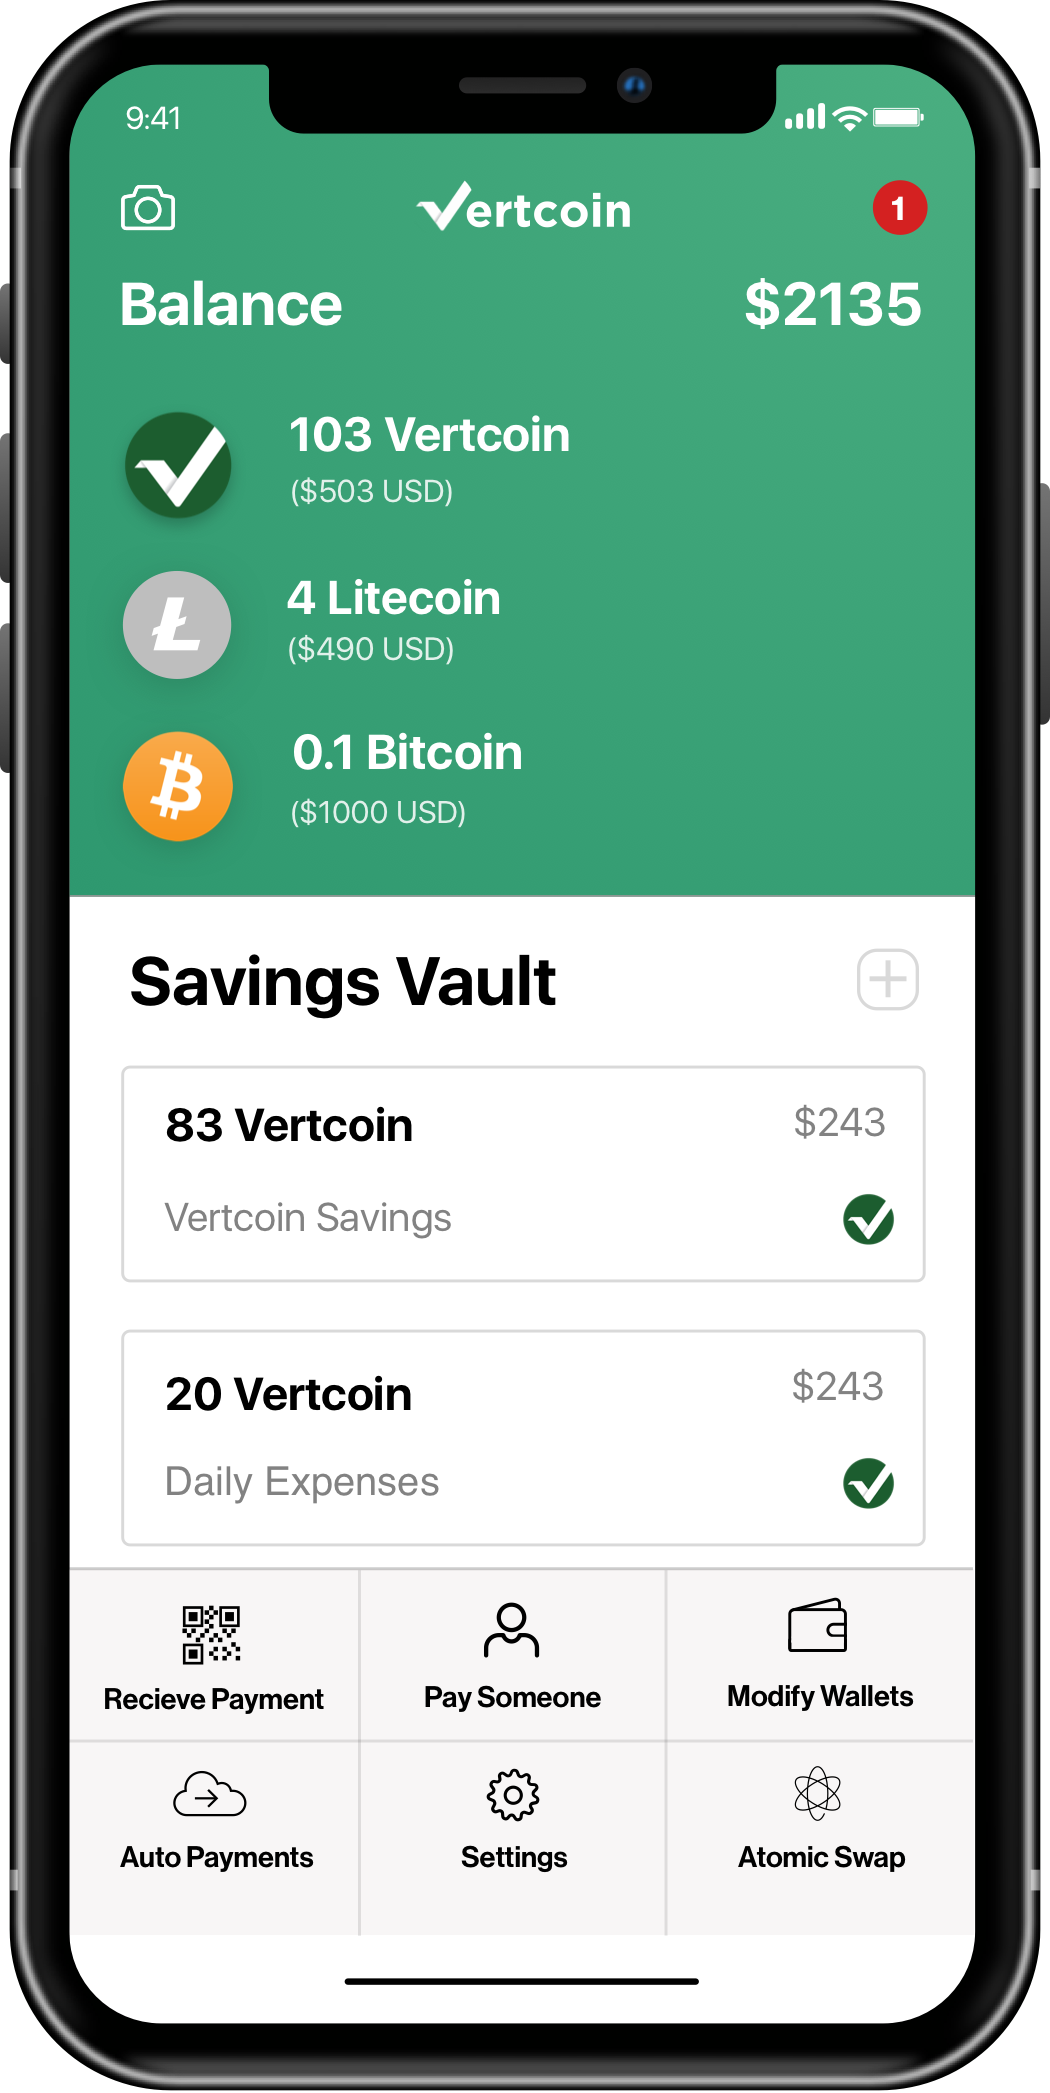 9:41
Vertcoin
1
Balance $2135
103 Vertcoin
($503 USD)
4 Litecoin
($490 USD)
0.1 Bitcoin
($1000 USD)
Savings Vault
83 Vertcoin $243
Vertcoin Savings
20 Vertcoin $243
Daily Expenses
Recieve Payment Pay Someone Modify Wallets
Auto Payments Settings Atomic Swap